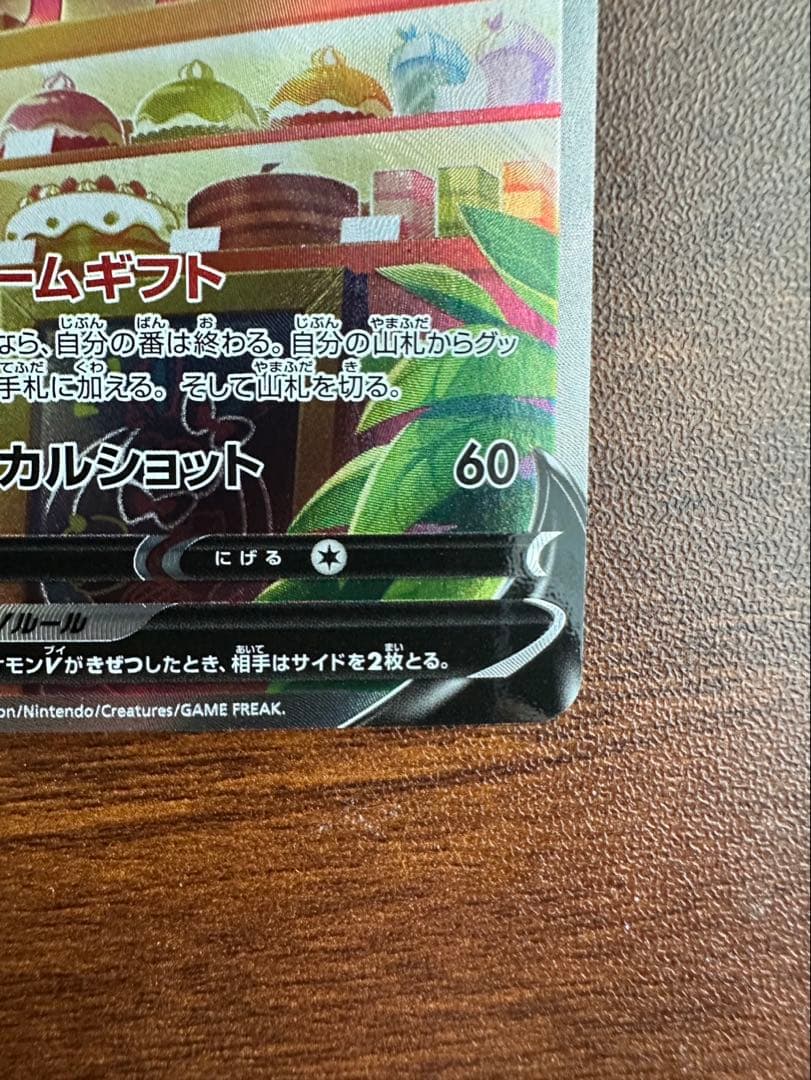 ームギフト
なら、自分の番は終わる。自分の山札からグッ
手札に加える。そして山札を切る。
カルショット 60
にげる
ルール
モンVがきぜつしたとき、相手はサイドを2枚とる。
on/Nintendo/Creatures/GAME FREAK.